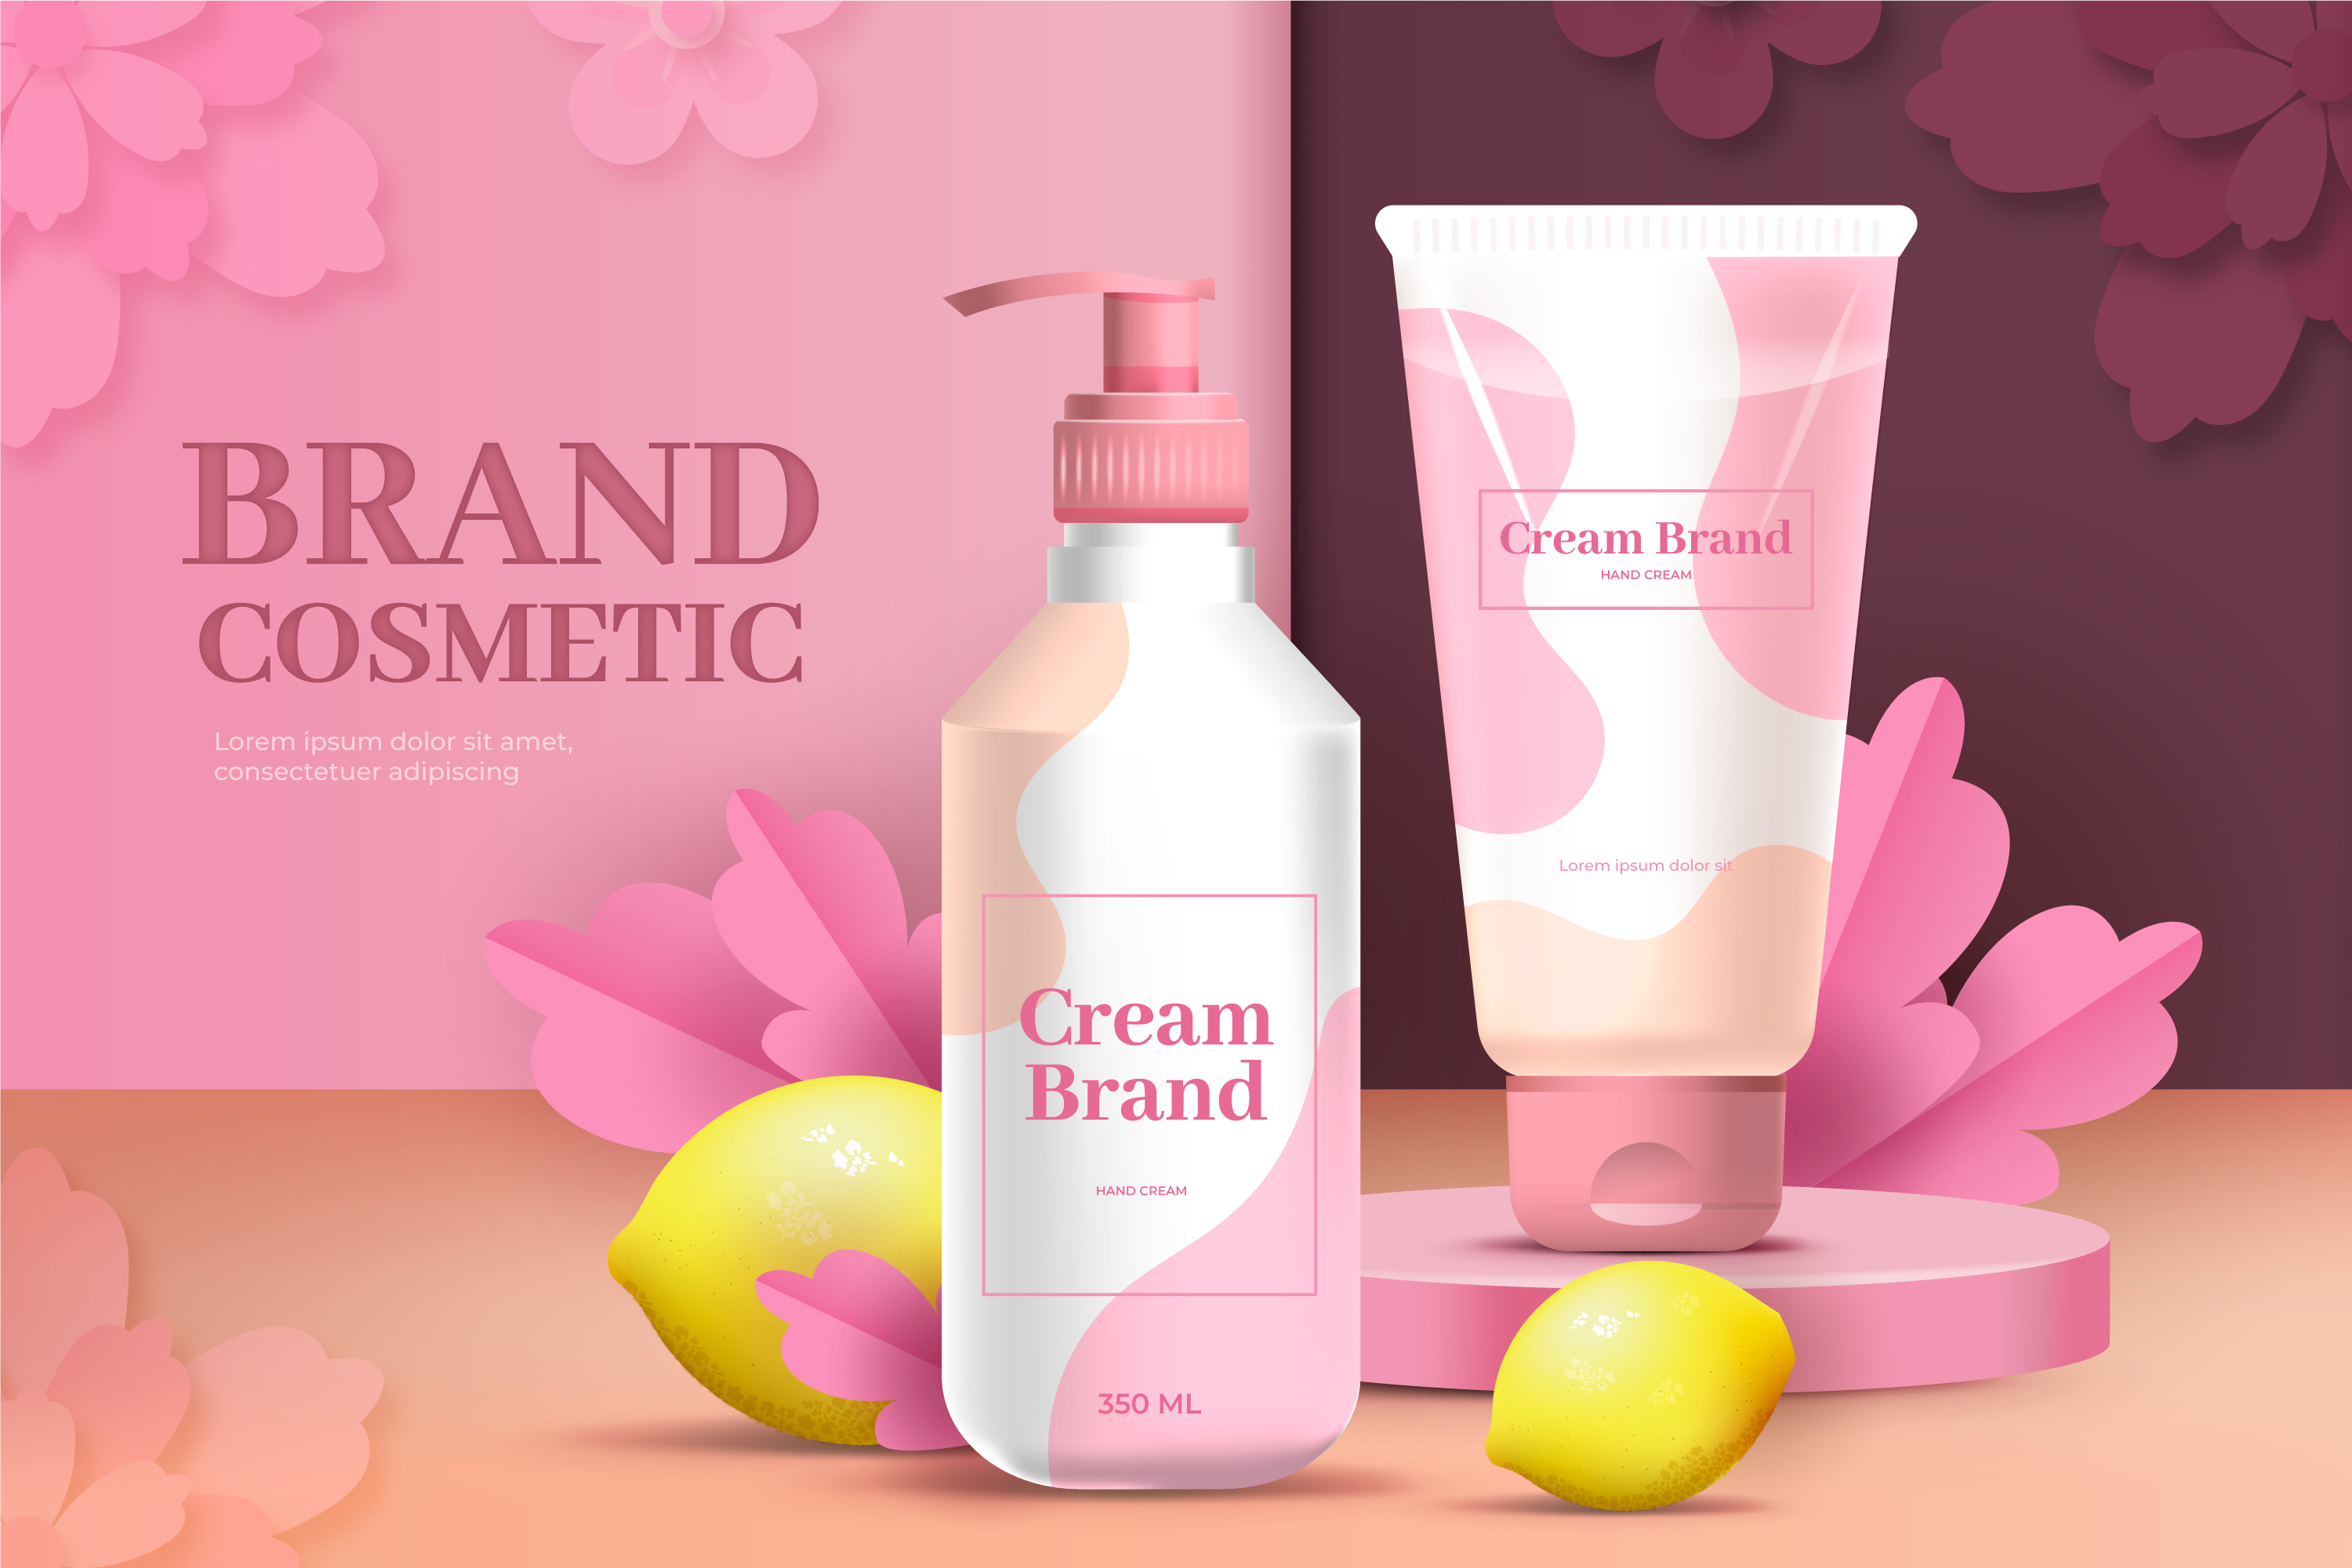 BRAND
COSMETIC
Lorem ipsum dolor sit amet,
consectetuer adipiscing
Cream
Brand
HAND CREAM
350 ML
Cream Brand
HAND CREAM
Lorem ipsum dolor sit